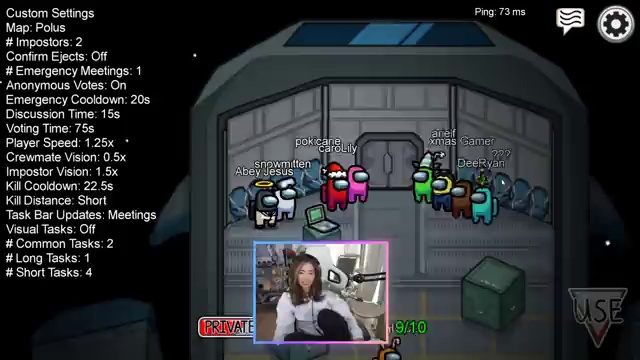 Custom Settings
Map: Polus
# Impostors: 2
Confirm Ejects: Off
# Emergency Meetings: 1
Anonymous Votes: On
Emergency Cooldown: 20s
Discussion Time: 15s
Voting Time: 75s
Player Speed: 1.25x
Crewmate Vision: 0.5x
Impostor Vision: 1.5x
Kill Cooldown: 22.5s
Kill Distance: Short
Task Bar Updates: Meetings
Visual Tasks: Off
# Common Tasks: 2
# Long Tasks: 1
# Short Tasks: 4
Ping: 73 ms
pokicane
caroLily
aneif
xmas Gamer
???
DeeRyan
snowmitten
Abey Jesus
PRIVATE
9/10
USE